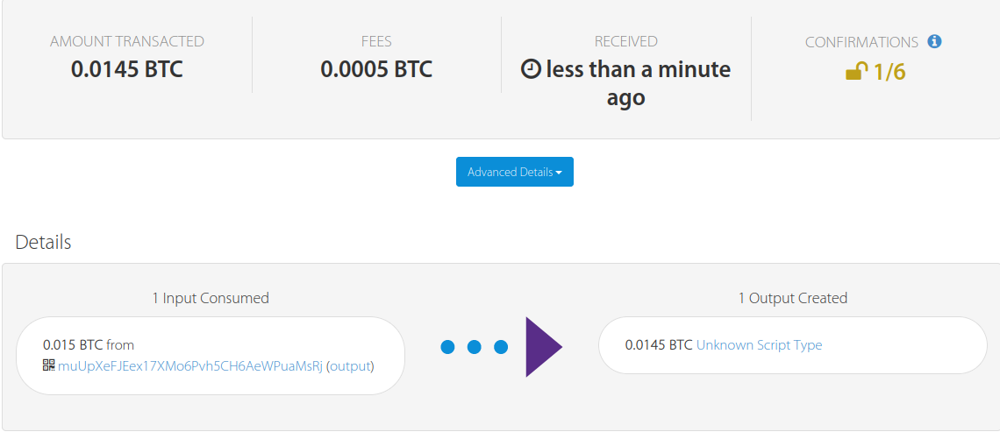 AMOUNT TRANSACTED
0.0145 BTC
FEES
0.0005 BTC
RECEIVED
less than a minute
ago
CONFIRMATIONS
1/6
Advanced Details
Details
1 Input Consumed
0.015 BTC from
muUpXeFJEex17XMo6Pvh5CH6AeWPuaMsRj (output)
1 Output Created
0.0145 BTC Unknown Script Type